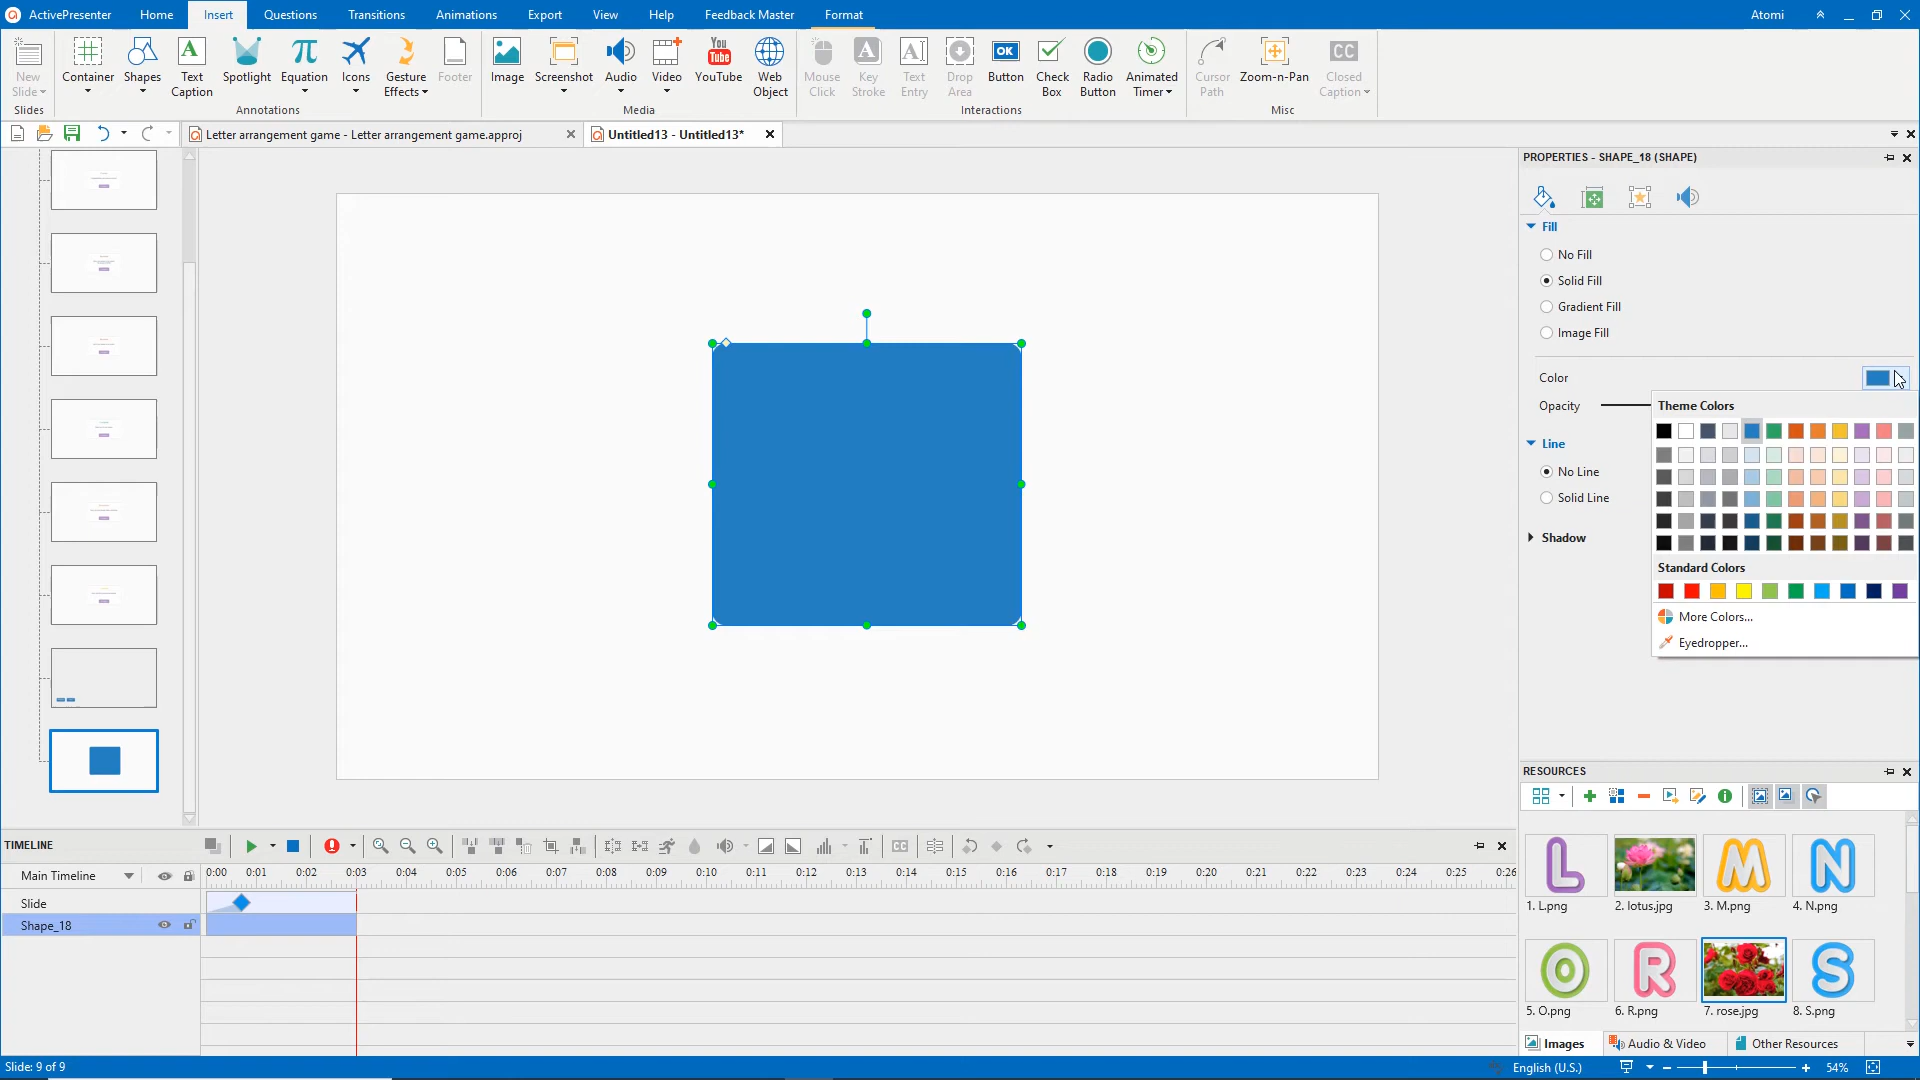 ActivePresenter Home Insert Questions Transitions Animations Export View Help Feedback Master Format Atomi
New Slide Container Shapes Text Caption Spotlight Equation Icons Gesture Effects Footer Image Screenshot Audio Video YouTube Web Object Mouse Click Key Stroke Text Entry Drop Area Button Check Box Radio Button Animated Timer Cursor Path Zoom-n-Pan Closed Caption
Slides Annotations Media Interactions Misc
Letter arrangement game - Letter arrangement game.approj Untitled13 - Untitled13*
PROPERTIES - SHAPE_18 (SHAPE)
Fill
No Fill
Solid Fill
Gradient Fill
Image Fill
Color
Opacity
Theme Colors
Line
No Line
Solid Line
Shadow
Standard Colors
More Colors...
Eyedropper...
RESOURCES
1. L.png 2. lotus.jpg 3. M.png 4. N.png
5. O.png 6. R.png 7. rose.jpg 8. S.png
Images Audio & Video Other Resources
TIMELINE
Main Timeline 0:00 0:01 0:02 0:03 0:04 0:05 0:06 0:07 0:08 0:09 0:10 0:11 0:12 0:13 0:14 0:15 0:16 0:17 0:18 0:19 0:20 0:21 0:22 0:23 0:24 0:25 0:26
Slide
Shape_18
Slide: 9 of 9 English (U.S.) 54%